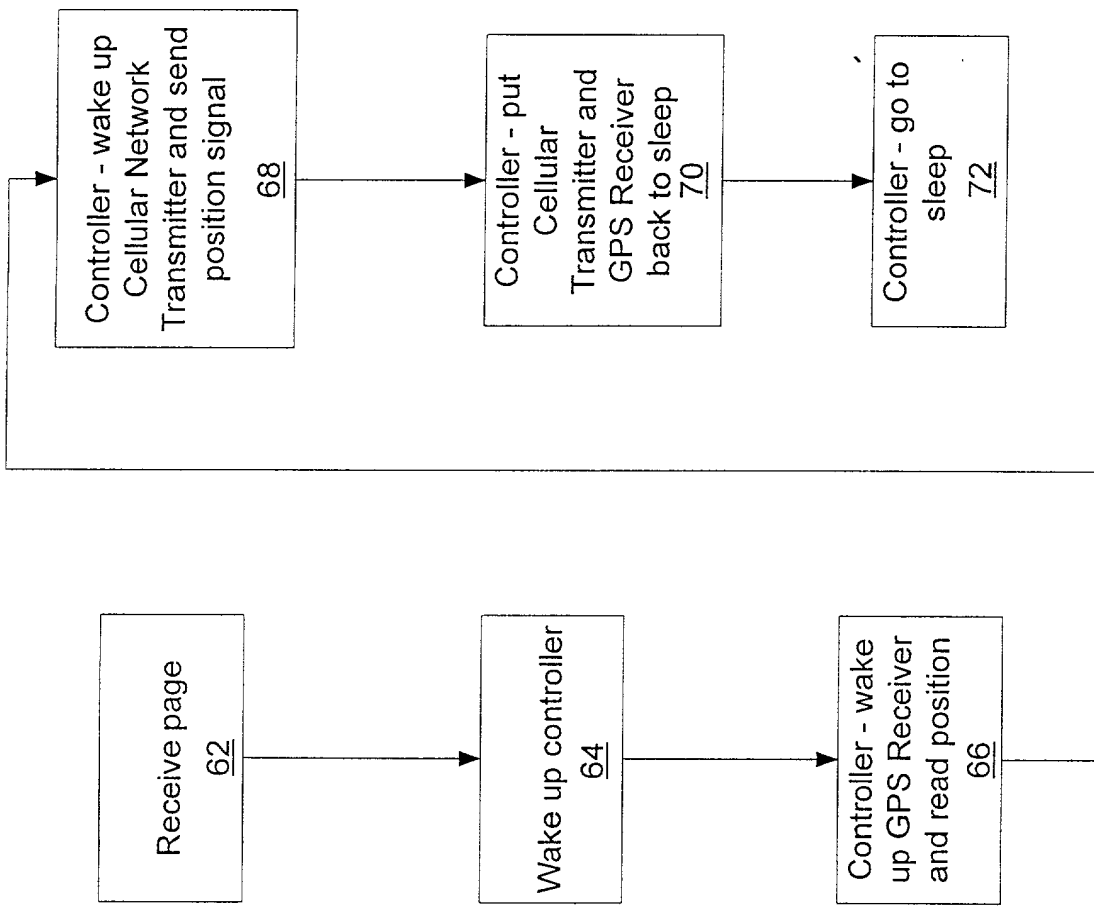 Receive page
62
Wake up controller
64
Controller - wake
up GPS Receiver
and read position
66
Controller - wake up
Cellular Network
Transmitter and send
position signal
68
Controller - put
Cellular
Transmitter and
GPS Receiver
back to sleep
70
Controller - go to
sleep
72